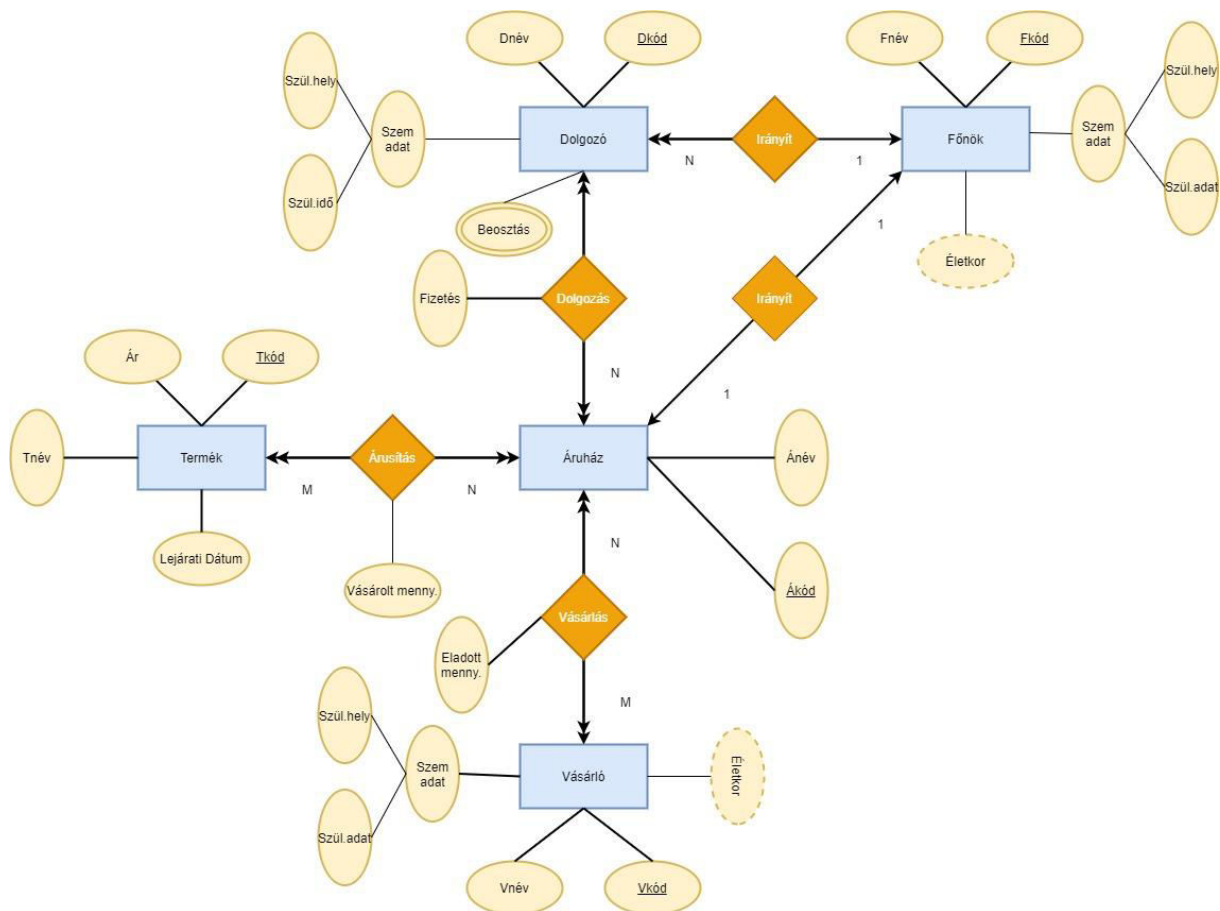 Dnév
Dkód
Fnév
Fkód
Szül.hely
Szem
adat
Dolgozó
Irányít
Főnök
Szem
adat
Szül.hely
N
1
Szül.idő
Szül.adat
Beosztás
1
Életkor
Fizetés
Dolgozás
Irányít
Ár
Tkód
N
1
Tnév
Termék
Árusítás
Áruház
Ánév
M
N
Lejárati Dátum
N
Vásárolt menny.
Ákód
Vásárlás
Eladott
menny.
M
Szül.hely
Szem
adat
Vásárló
Életkor
Szül.adat
Vnév
Vkód